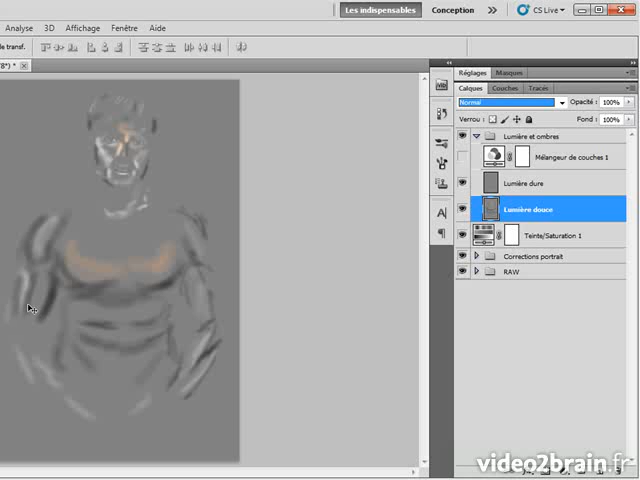 Les indispensables
Conception
CS Live
Analyse 3D Affichage Fenêtre Aide
de transf.
/8*) *
Réglages Masques
Calques Couches Tracés
Normal
Opacité : 100%
Verrou :
Fond : 100%
Lumière et ombres
Mélangeur de couches 1
Lumière dure
Lumière douce
Teinte/Saturation 1
Corrections portrait
RAW
video2brain.fr